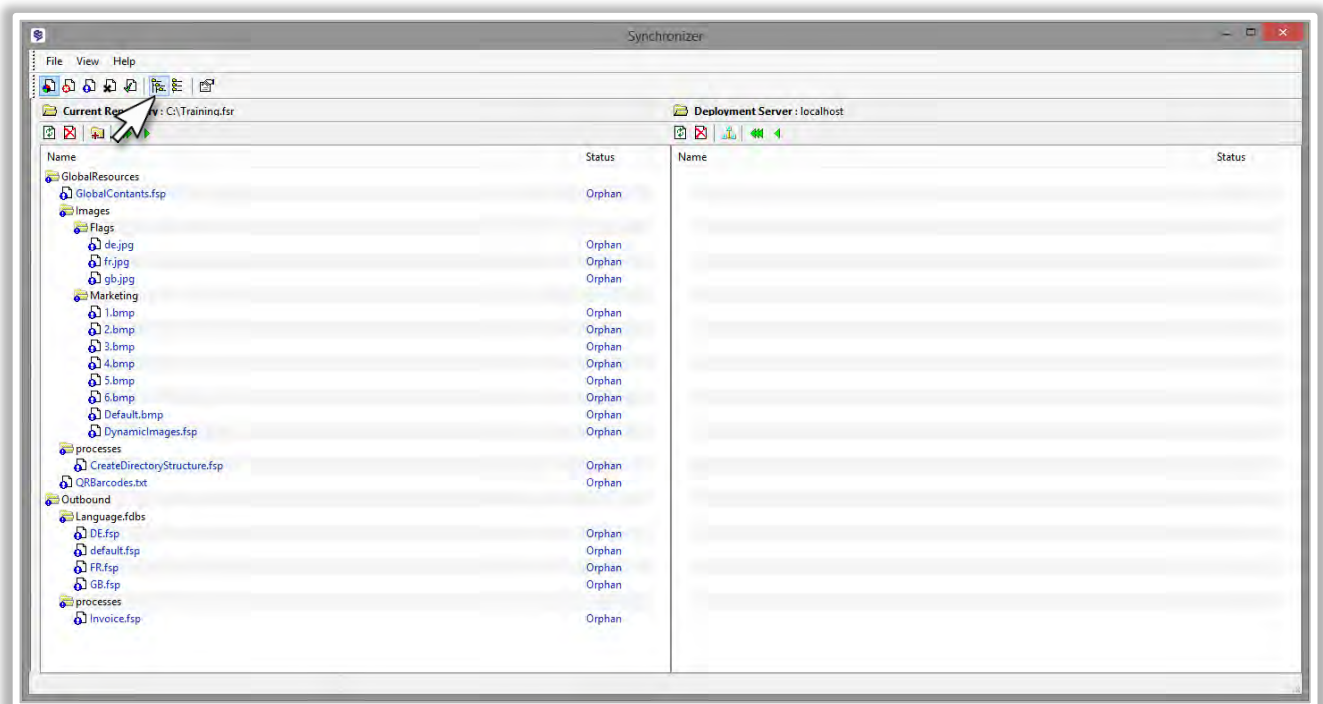 Synchronizer
File View Help
Current Rep ry : C:\Training.fsr
Deployment Server : localhost
Name Status
Name Status
GlobalResources
GlobalContants.fsp Orphan
Images
Flags
de.jpg Orphan
fr.jpg Orphan
gb.jpg Orphan
Marketing
1.bmp Orphan
2.bmp Orphan
3.bmp Orphan
4.bmp Orphan
5.bmp Orphan
6.bmp Orphan
Default.bmp Orphan
DynamicImages.fsp Orphan
processes
CreateDirectoryStructure.fsp Orphan
QRBarcodes.txt Orphan
Outbound
Language.fdbs
DE.fsp Orphan
default.fsp Orphan
FR.fsp Orphan
GB.fsp Orphan
processes
Invoice.fsp Orphan